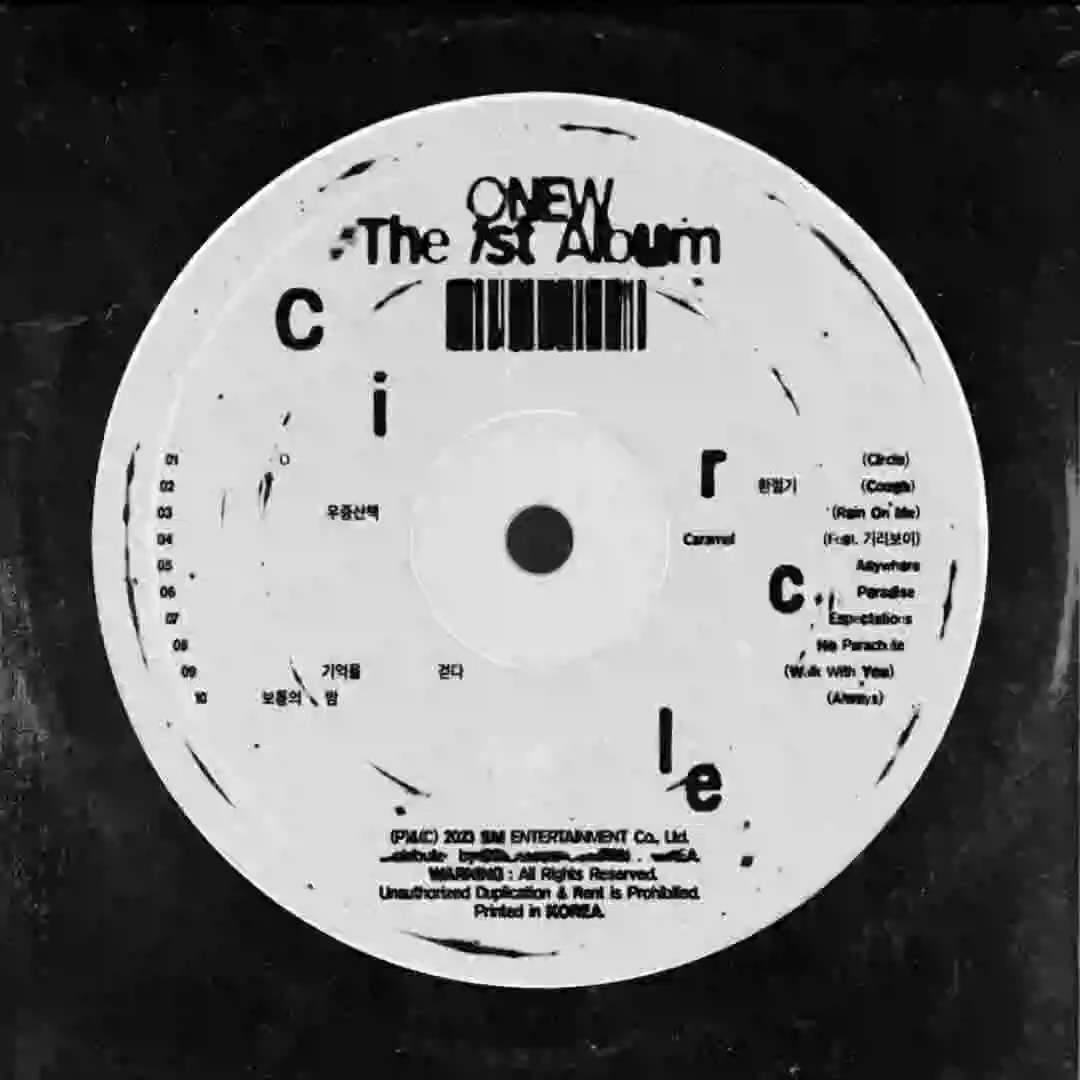 ONEW
The 1st Album
C
i
r
c
l
e
01 O (Circle)
02 환절기 (Cough)
03 우중산책 (Rain On Me)
04 Caramel (Feat. 기리보이)
05 Anywhere
06 Paradise
07 Expectations
08 No Parachute
09 기억을 걷다 (Walk With You)
10 보통의 밤 (Always)
(P)&(C) 2023 SM ENTERTAINMENT Co., Ltd.
WARNING : All Rights Reserved.
Unauthorized Duplication & Rent is Prohibited.
Printed in KOREA.